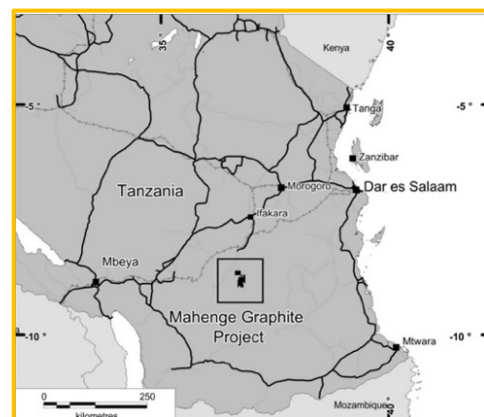 35
40
Kenya
-5 °
-5°
Tanga
Zanzibar
Tanzania
Morogoro
Dar es Salaam
Ifakara
Mbeya
Mahenge Graphite
Project
-10 °
-10°
Mtwara
0
250
kilometres
Mozambique
40°